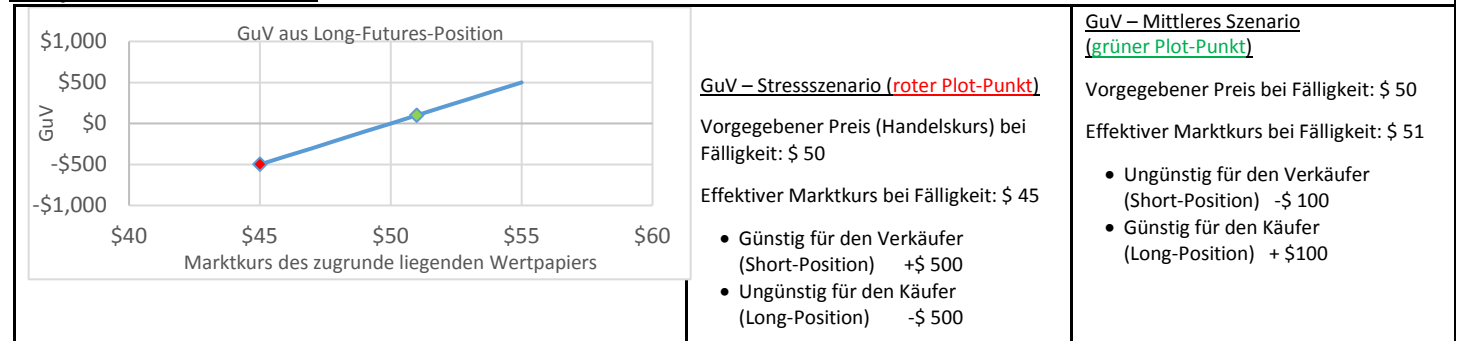 GuV aus Long-Futures-Position
$1,000
$500
$0
-$500
-$1,000
GuV
$40 $45 $50 $55 $60
Marktkurs des zugrunde liegenden Wertpapiers
GuV – Stressszenario (roter Plot-Punkt)
Vorgegebener Preis (Handelskurs) bei
Fälligkeit: $ 50
Effektiver Marktkurs bei Fälligkeit: $ 45
• Günstig für den Verkäufer
(Short-Position) +$ 500
• Ungünstig für den Käufer
(Long-Position) -$ 500
GuV – Mittleres Szenario
(grüner Plot-Punkt)
Vorgegebener Preis bei Fälligkeit: $ 50
Effektiver Marktkurs bei Fälligkeit: $ 51
• Ungünstig für den Verkäufer
(Short-Position) -$ 100
• Günstig für den Käufer
(Long-Position) + $100